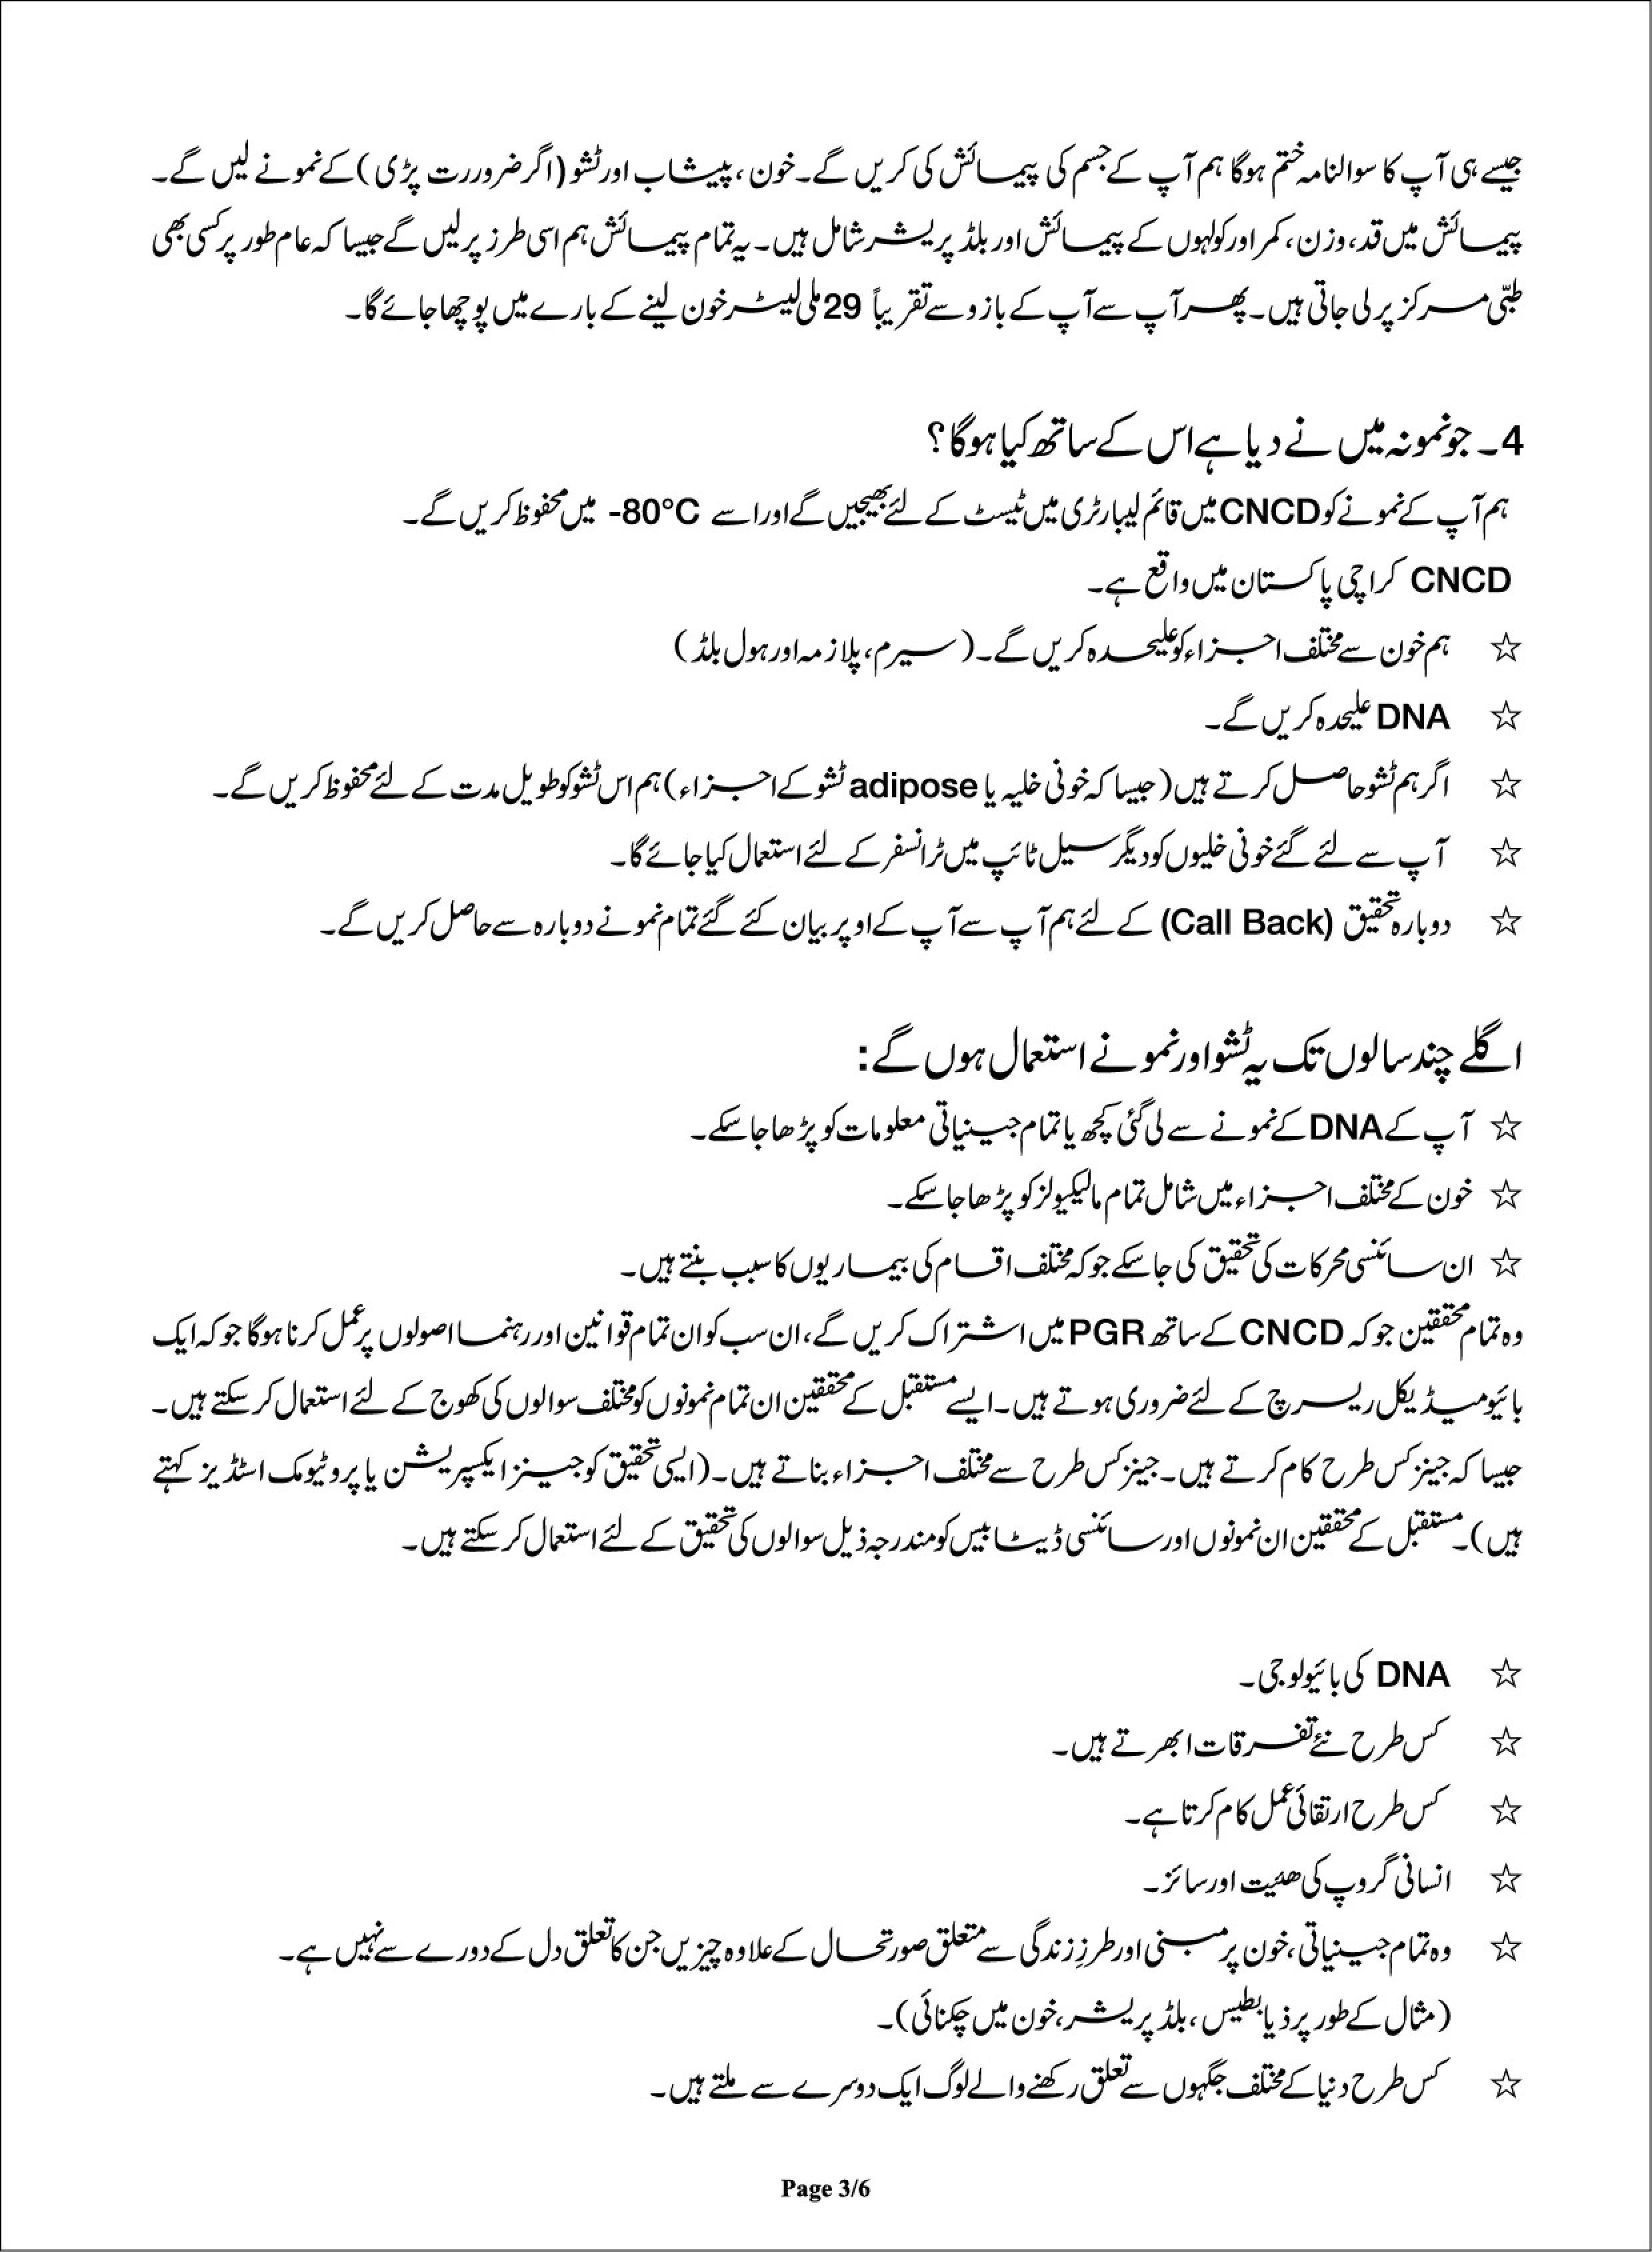 جیسے ہی آپ کا سوالنامہ ختم ہوگا ہم آپ کے جسم کی پیمائش کی کریں گے۔ خون، پیشاب اور ٹشو (اگر ضروررت پڑی) کے نمونے لیں گے۔
پیمائش میں قد، وزن، کمر اور کولہوں کے پیمائش اور بلڈ پریشر شامل ہیں۔ یہ تمام پیمائش ہم اسی طرز پر لیں گے جیسا کہ عام طور پر کسی بھی
طبّی مرکز پر لی جاتی ہیں۔ پھر آپ سے آپ کے بازو سے تقریباً 29 ملی لیٹر خون لینے کے بارے میں پوچھا جائے گا۔
4۔ جو نمونہ میں نے دیا ہے اس کے ساتھ کیا ہوگا؟
ہم آپ کے نمونے کو CNCD میں قائم لیبارٹری میں ٹیسٹ کے لئے بھیجیں گے اور اسے -80°C میں محفوظ کریں گے۔
CNCD کراچی پاکستان میں واقع ہے۔
☆ ہم خون سے مختلف اجزاء کو علیحدہ کریں گے۔ (سیرم، پلازمہ اور ہول بلڈ)
☆ DNA علیحدہ کریں گے۔
☆ اگر ہم ٹشو حاصل کرتے ہیں (جیسا کہ خونی خلیہ یا adipose ٹشو کے اجزاء) ہم اس ٹشو کو طویل مدت کے لئے محفوظ کریں گے۔
☆ آپ سے لئے گئے خونی خلیوں کو دیگر سیل ٹائپ میں ٹرانسفر کے لئے استعمال کیا جائے گا۔
☆ دوبارہ تحقیق (Call Back) کے لئے ہم آپ سے آپ کے اوپر بیان کئے گئے تمام نمونے دوبارہ سے حاصل کریں گے۔
اگلے چند سالوں تک یہ ٹشو اور نمونے استعمال ہوں گے:
☆ آپ کے DNA کے نمونے سے لی گئی کچھ یا تمام جینیاتی معلومات کو پڑھا جا سکے۔
☆ خون کے مختلف اجزاء میں شامل تمام مالیکیولز کو پڑھا جا سکے۔
☆ ان سائنسی محرکات کی تحقیق کی جا سکے جو کہ مختلف اقسام کی بیماریوں کا سبب بنتے ہیں۔
وہ تمام محققین جو کہ CNCD کے ساتھ PGR میں اشتراک کریں گے، ان سب کو ان تمام قوانین اور رہنما اصولوں پر عمل کرنا ہوگا جو کہ ایک
بائیو میڈیکل ریسرچ کے لئے ضروری ہوتے ہیں۔ ایسے مستقبل کے محققین ان تمام نمونوں کو مختلف سوالوں کی کھوج کے لئے استعمال کر سکتے ہیں۔
جیسا کہ جینز کس طرح کام کرتے ہیں۔ جینز کس طرح سے مختلف اجزاء بناتے ہیں۔ (ایسی تحقیق کو جینز ایکسپریشن یا پروٹیومک اسٹڈیز کہتے
ہیں)۔ مستقبل کے محققین ان نمونوں اور سائنسی ڈیٹا بیس کو مندرجہ ذیل سوالوں کی تحقیق کے لئے استعمال کر سکتے ہیں۔
☆ DNA کی بائیولوجی۔
☆ کس طرح نئے تفرقات ابھرتے ہیں۔
☆ کس طرح ارتقائی عمل کام کرتا ہے۔
☆ انسانی گروپ کی ھئیت اور سائز۔
☆ وہ تمام جینیاتی، خون پر مبنی اور طرزِ زندگی سے متعلق صورتحال کے علاوہ چیزیں جن کا تعلق دل کے دورے سے نہیں ہے۔
(مثال کے طور پر ذیابطیس، بلڈ پریشر، خون میں چکنائی)۔
☆ کس طرح دنیا کے مختلف جگہوں سے تعلق رکھنے والے لوگ ایک دوسرے سے ملتے ہیں۔
Page 3/6